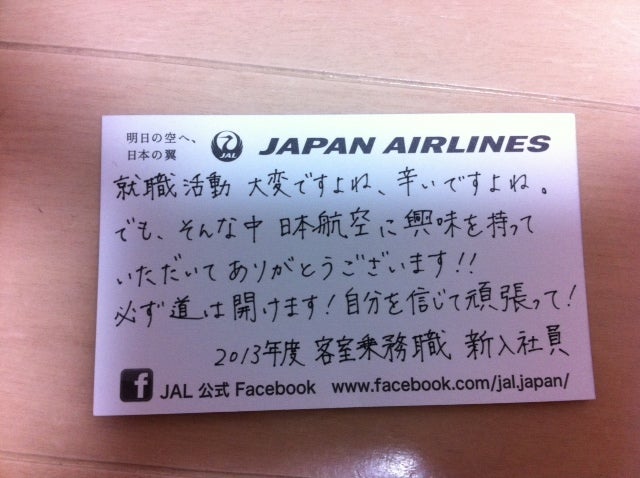 明日の空へ、
日本の翼
JAL
JAPAN AIRLINES
就職活動 大変ですよね、辛いですよね。
でも、そんな中 日本航空に興味を持って
いただいてありがとうございます!!
必ず道は開けます!自分を信じて頑張って!
2013年度 客室乗務職 新入社員
f JAL 公式 Facebook www.facebook.com/jal.japan/